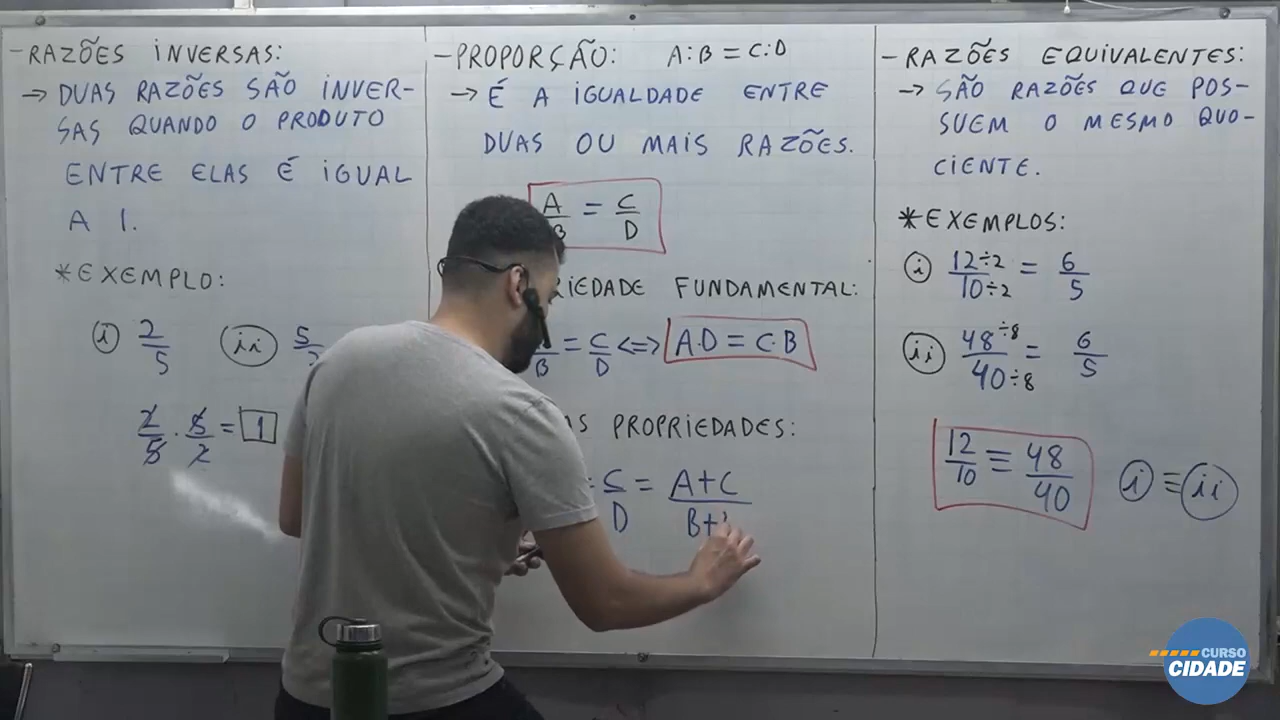 - RAZÕES INVERSAS:
→ DUAS RAZÕES SÃO INVER-
SAS QUANDO O PRODUTO
ENTRE ELAS É IGUAL
A 1.
*EXEMPLO:
(i) 2/5 (ii) 5/
2/5 . 5/2 = 1
- PROPORÇÃO: A:B = C:D
→ É A IGUALDADE ENTRE
DUAS OU MAIS RAZÕES.
A/B = C/D
RIEDADE FUNDAMENTAL:
A/B = C/D <=> A.D = C.B
AS PROPRIEDADES:
= C/D = A+C/B+
- RAZÕES EQUIVALENTES:
→ SÃO RAZÕES QUE POS-
SUEM O MESMO QUO-
CIENTE.
*EXEMPLOS:
(i) 12÷2/10÷2 = 6/5
(ii) 48÷8/40÷8 = 6/5
12/10 ≡ 48/40 (i) ≡ (ii)
CURSO
CIDADE